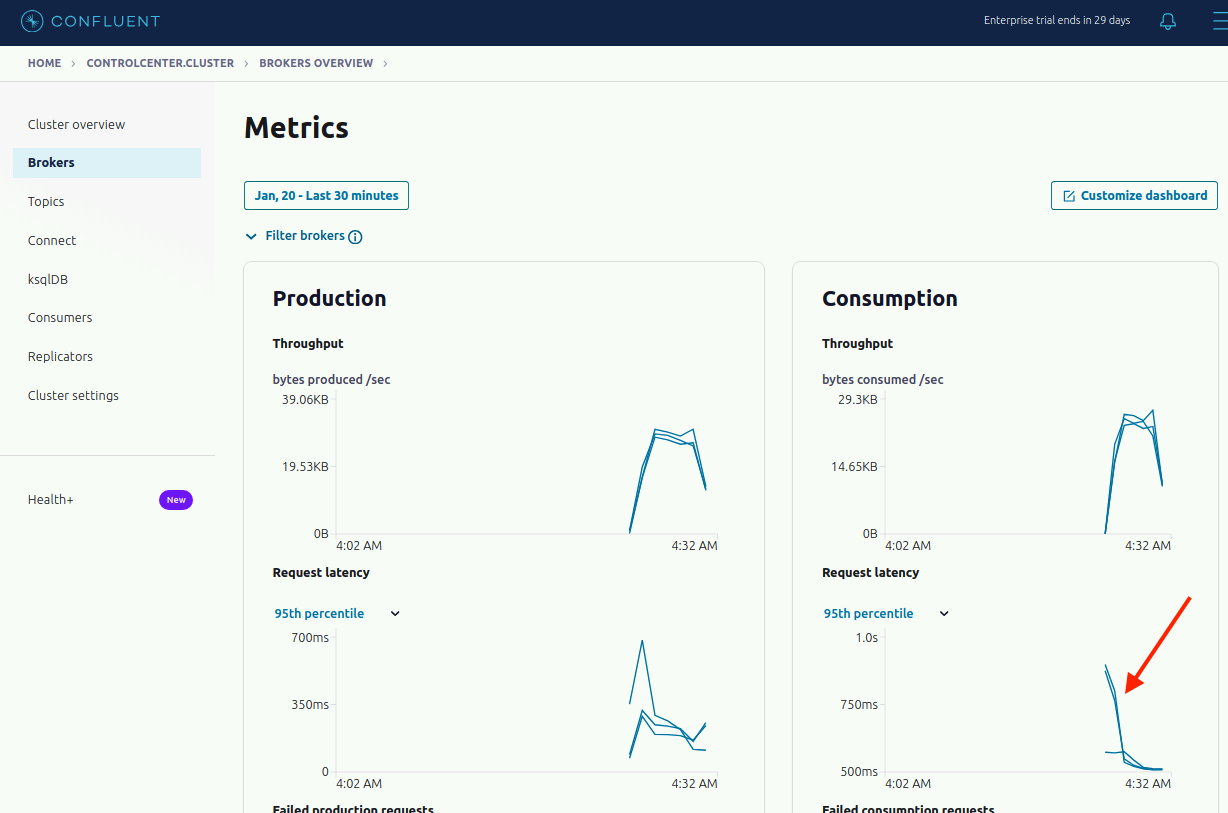 CONFLUENT
Enterprise trial ends in 29 days
HOME > CONTROLCENTER.CLUSTER > BROKERS OVERVIEW >
Cluster overview
Brokers
Topics
Connect
ksqlDB
Consumers
Replicators
Cluster settings
Health+ New
Metrics
Jan, 20 - Last 30 minutes
Customize dashboard
Filter brokers
Production
Throughput
bytes produced /sec
39.06KB
19.53KB
0B
4:02 AM 4:32 AM
Request latency
95th percentile
700ms
350ms
0
4:02 AM 4:32 AM
Failed production requests
Consumption
Throughput
bytes consumed /sec
29.3KB
14.65KB
0B
4:02 AM 4:32 AM
Request latency
95th percentile
1.0s
750ms
500ms
4:02 AM 4:32 AM
Failed consumption requests